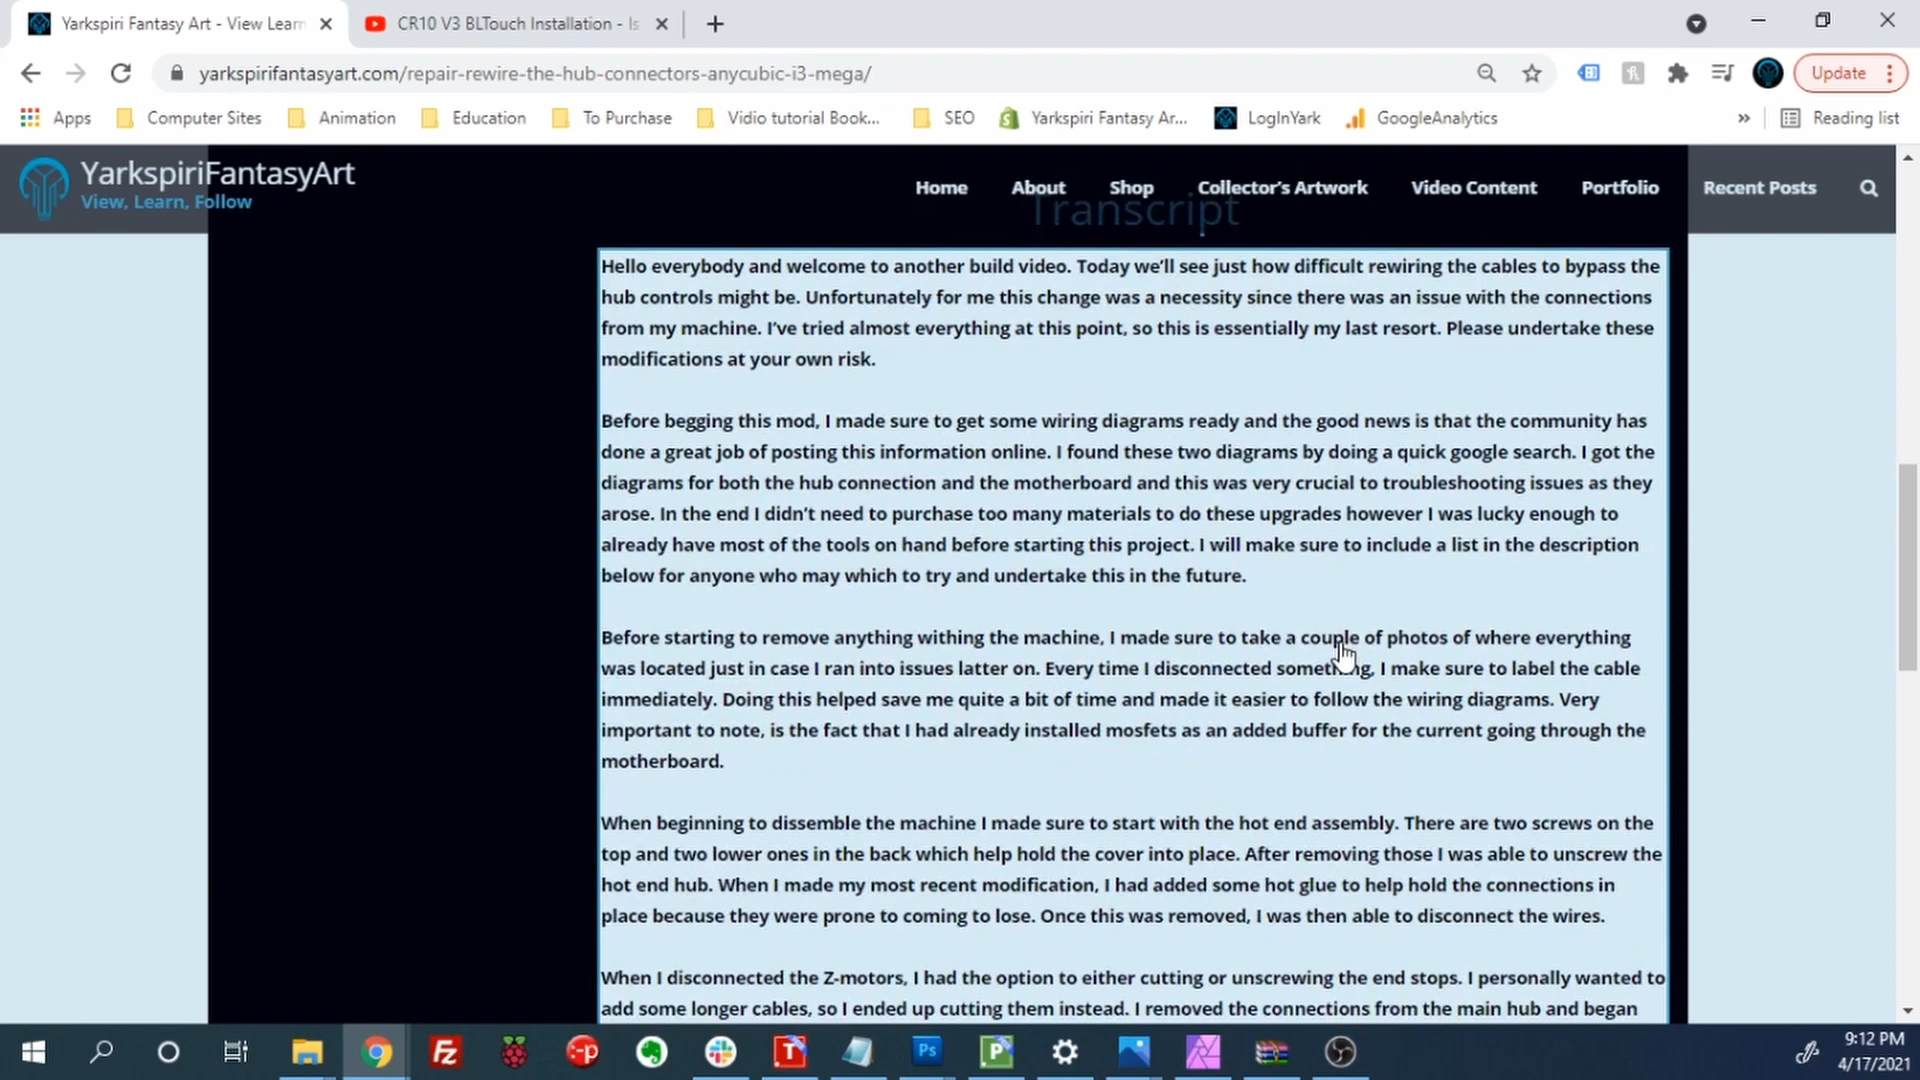 Yarkspiri Fantasy Art - View Learn
CR10 V3 BLTouch Installation - Is
yarkspirifantasyart.com/repair-rewire-the-hub-connectors-anycubic-i3-mega/
Update
Apps
Computer Sites
Animation
Education
To Purchase
Vidio tutorial Book...
SEO
Yarkspiri Fantasy Ar...
LogInYark
GoogleAnalytics
»
Reading list
YarkspiriFantasyArt
View, Learn, Follow
Home
About
Shop
Collector's Artwork
Video Content
Portfolio
Recent Posts
Transcript
Hello everybody and welcome to another build video. Today we'll see just how difficult rewiring the cables to bypass the
hub controls might be. Unfortunately for me this change was a necessity since there was an issue with the connections
from my machine. I've tried almost everything at this point, so this is essentially my last resort. Please undertake these
modifications at your own risk.
Before begging this mod, I made sure to get some wiring diagrams ready and the good news is that the community has
done a great job of posting this information online. I found these two diagrams by doing a quick google search. I got the
diagrams for both the hub connection and the motherboard and this was very crucial to troubleshooting issues as they
arose. In the end I didn't need to purchase too many materials to do these upgrades however I was lucky enough to
already have most of the tools on hand before starting this project. I will make sure to include a list in the description
below for anyone who may which to try and undertake this in the future.
Before starting to remove anything withing the machine, I made sure to take a couple of photos of where everything
was located just in case I ran into issues latter on. Every time I disconnected something, I make sure to label the cable
immediately. Doing this helped save me quite a bit of time and made it easier to follow the wiring diagrams. Very
important to note, is the fact that I had already installed mosfets as an added buffer for the current going through the
motherboard.
When beginning to dissemble the machine I made sure to start with the hot end assembly. There are two screws on the
top and two lower ones in the back which help hold the cover into place. After removing those I was able to unscrew the
hot end hub. When I made my most recent modification, I had added some hot glue to help hold the connections in
place because they were prone to coming to lose. Once this was removed, I was then able to disconnect the wires.
When I disconnected the Z-motors, I had the option to either cutting or unscrewing the end stops. I personally wanted to
add some longer cables, so I ended up cutting them instead. I removed the connections from the main hub and began
Fz
-p
T
Ps
P
9:12 PM
4/17/2021